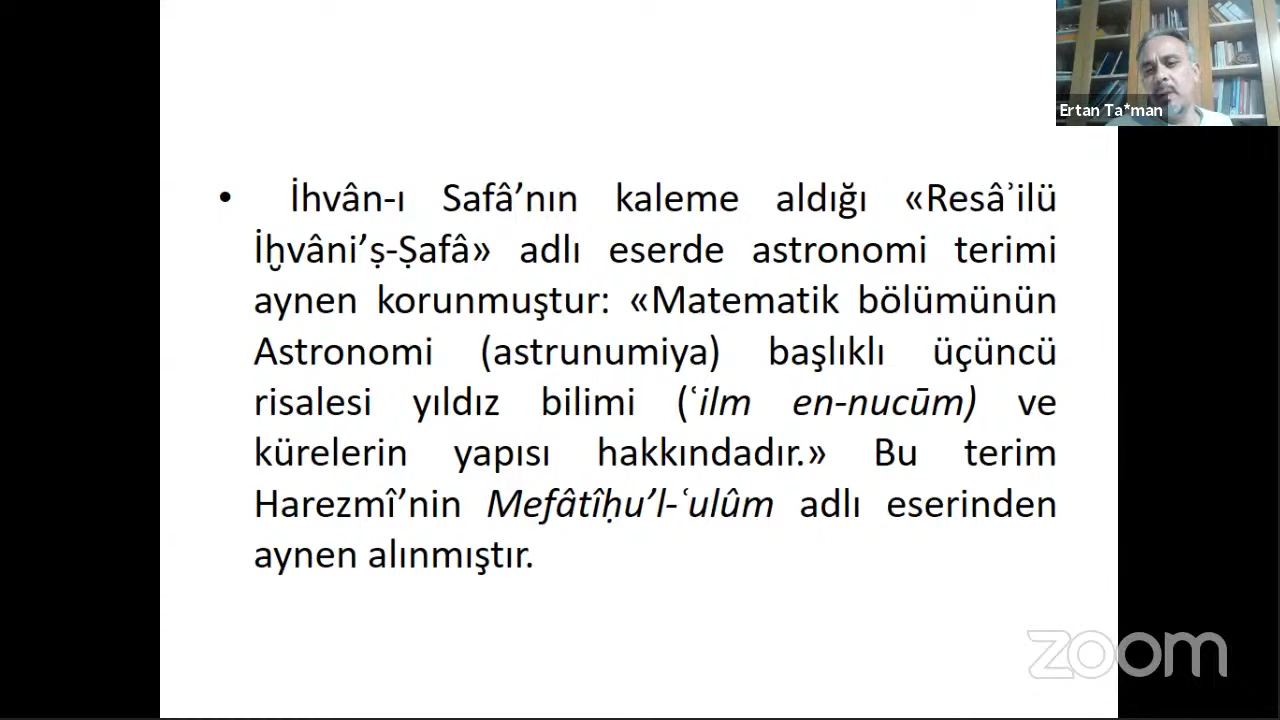 Ertan Ta*man
• İhvân-ı Safâ’nın kaleme aldığı «Resâʾilü
İḫvâni’ṣ-Ṣafâ» adlı eserde astronomi terimi
aynen korunmuştur: «Matematik bölümünün
Astronomi (astrunumiya) başlıklı üçüncü
risalesi yıldız bilimi (ʿilm en-nucūm) ve
kürelerin yapısı hakkındadır.» Bu terim
Harezmî’nin Mefâtîḥu’l-ʿulûm adlı eserinden
aynen alınmıştır.
zoom